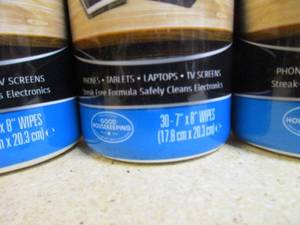 V SCREENS
Electronics
x 8" WIPES
m x 20.3 cm)
PHONES • TABLETS • LAPTOPS • TV SCREENS
Streak Free Formula Safely Cleans Electronics
GOOD
HOUSEKEEPING
30 - 7" x 8" WIPES
(17.8 cm x 20.3 cm)
PHON
Streak
HO